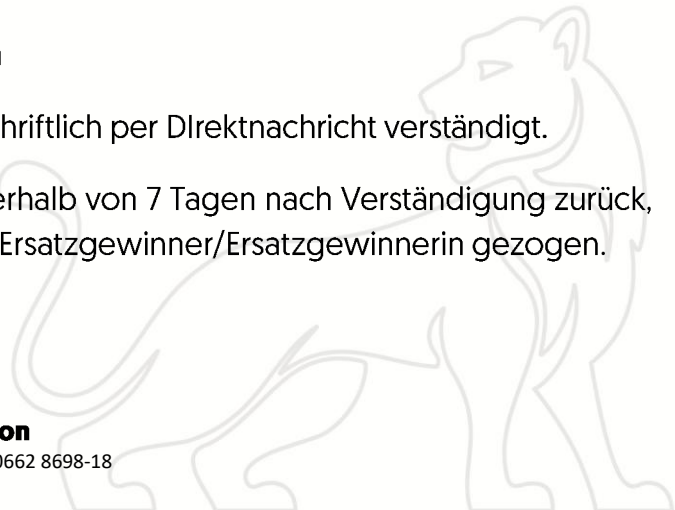 hriftlich per DIrektnachricht verständigt.
erhalb von 7 Tagen nach Verständigung zurück,
Ersatzgewinner/Ersatzgewinnerin gezogen.
on
0662 8698-18